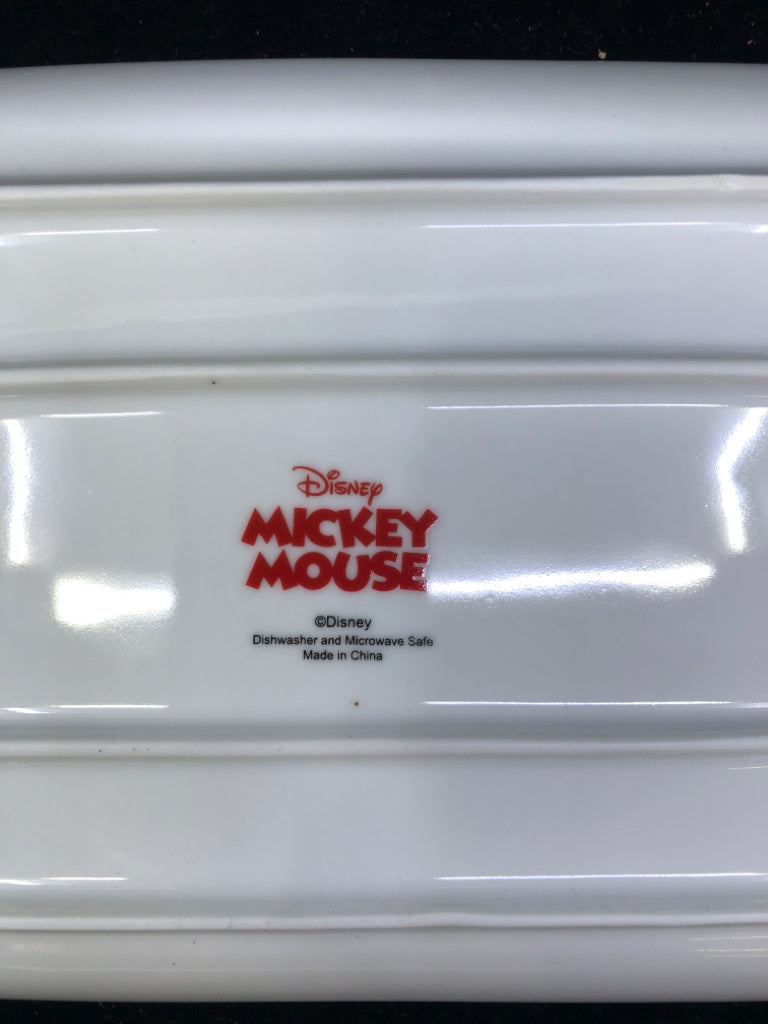 Disney
MICKEY
MOUSE
©Disney
Dishwasher and Microwave Safe
Made in China